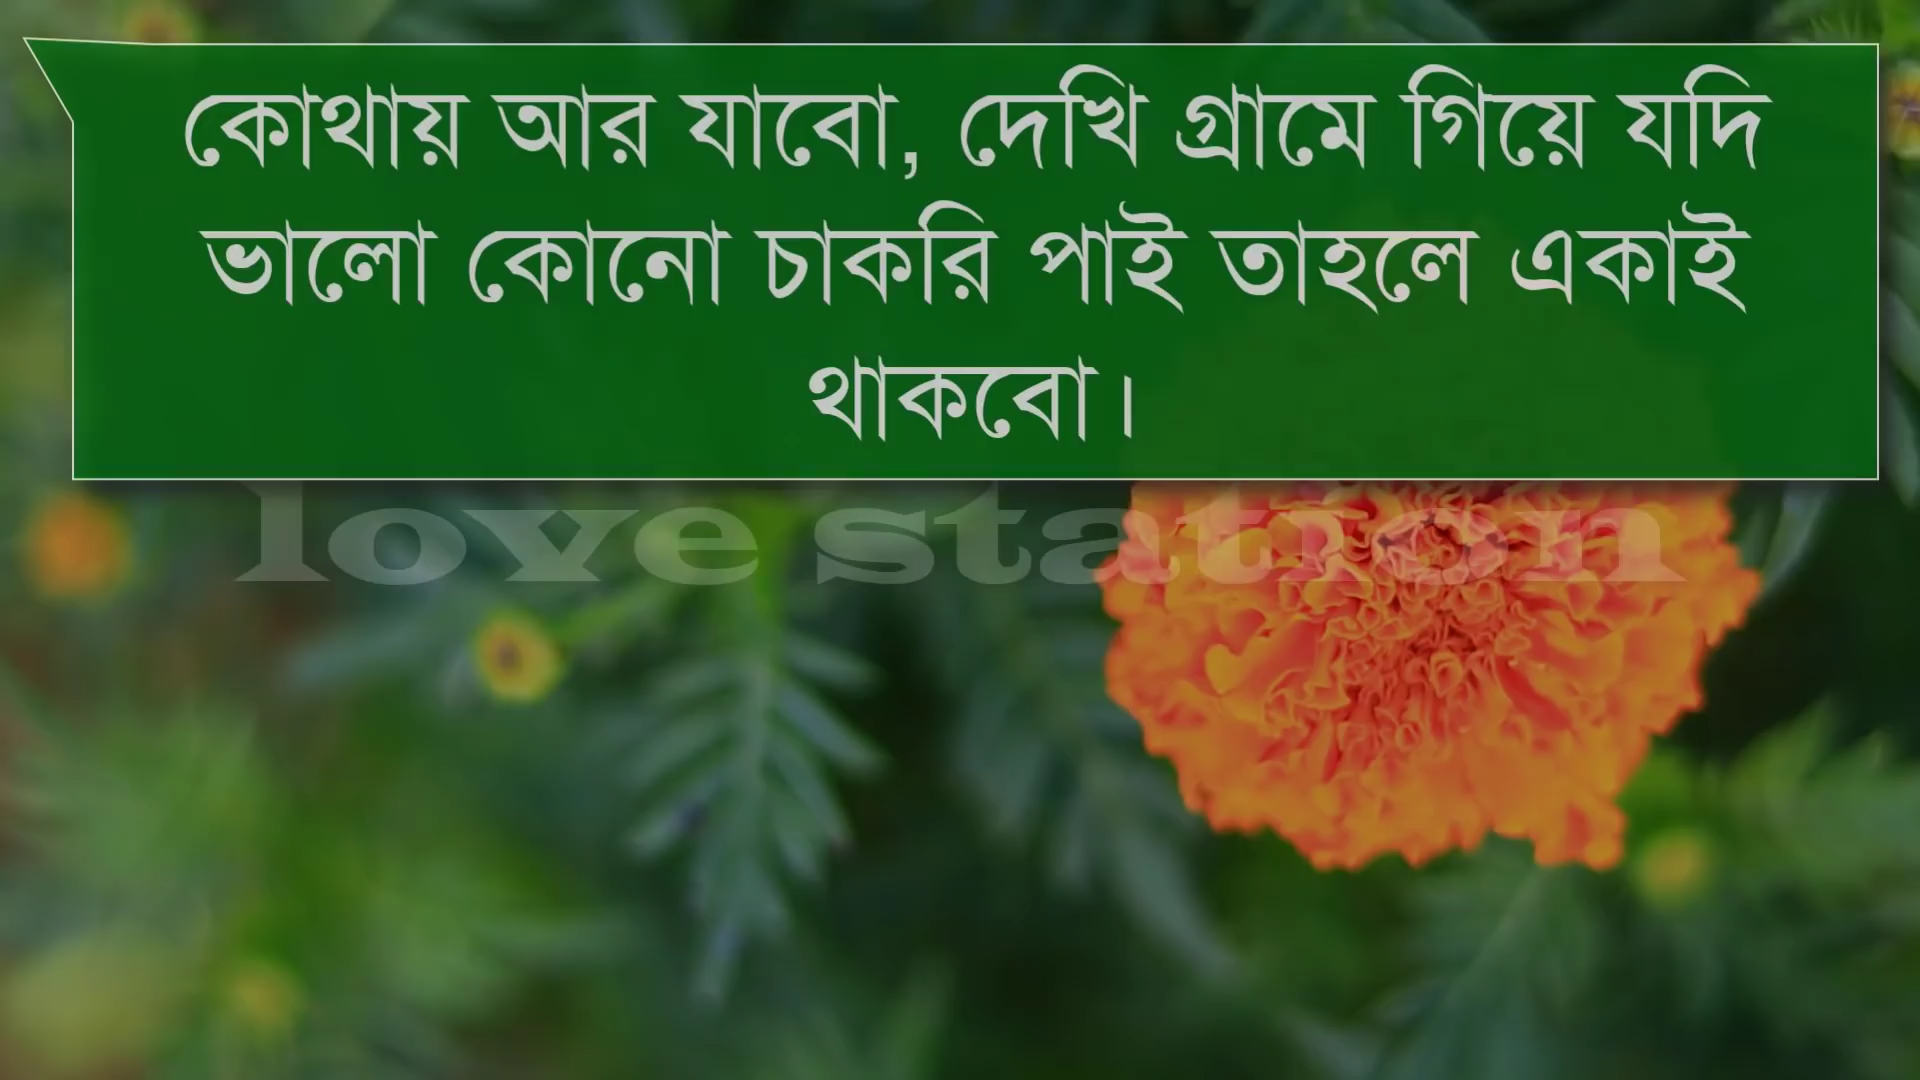 কোথায় আর যাবো, দেখি গ্রামে গিয়ে যদি
ভালো কোনো চাকরি পাই তাহলে একাই
থাকবো।
love station